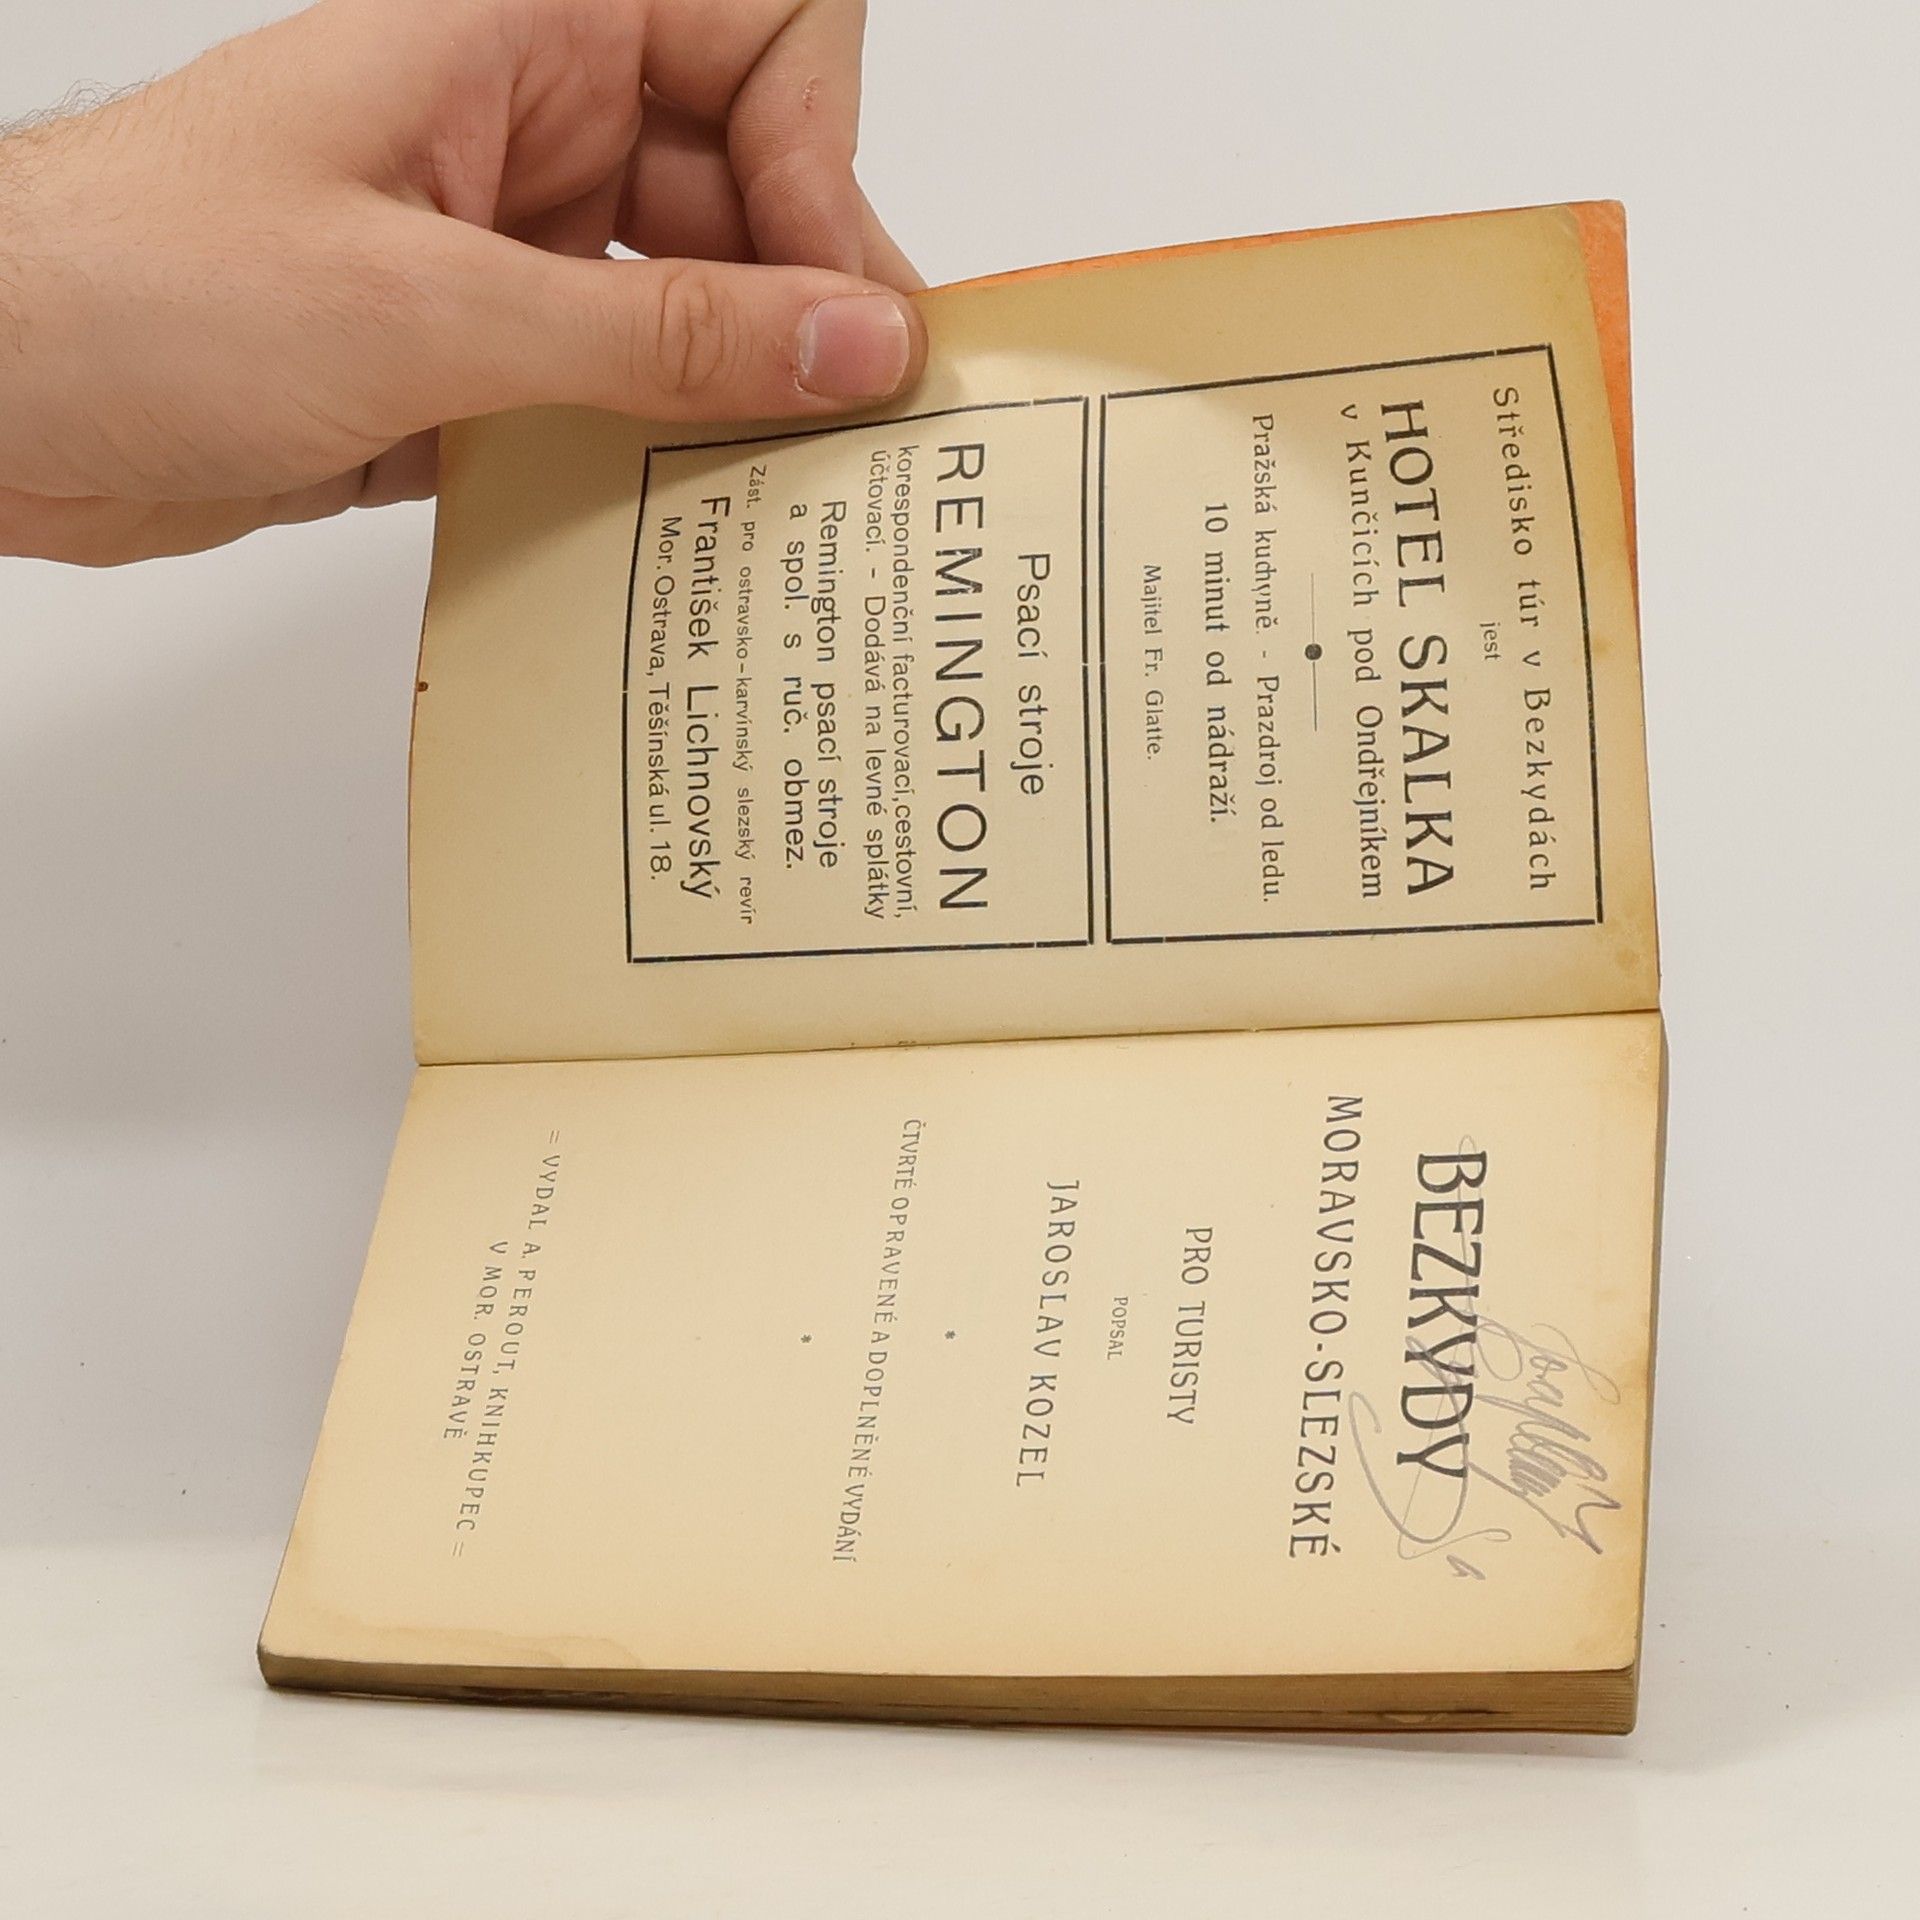 Středisko túr v Bezkydách
jest
HOTEL SKALKA
v Kunčicích pod Ondřejníkem
Pražská kuchyně. - Prazdroj od ledu.
10 minut od nádraží.
Majitel Fr. Glatte.
Psací stroje
REMINGTON
korespondenční facturovací, cestovní,
účtovací. - Dodává na levné splátky
Remington psací stroje
a spol. s ruč. obmez.
Zást. pro ostravsko-karvínský slezský revír
František Lichnovský
Mor. Ostrava, Těšínská ul. 18.
BEZKYDY
MORAVSKO-SLEZSKÉ
PRO TURISTY
POPSAL
JAROSLAV KOZEL
*
ČTVRTÉ OPRAVENÉ A DOPLNĚNÉ VYDÁNÍ
*
= VYDAL A. PEROUT, KNIHKUPEC =
V MOR. OSTRAVĚ